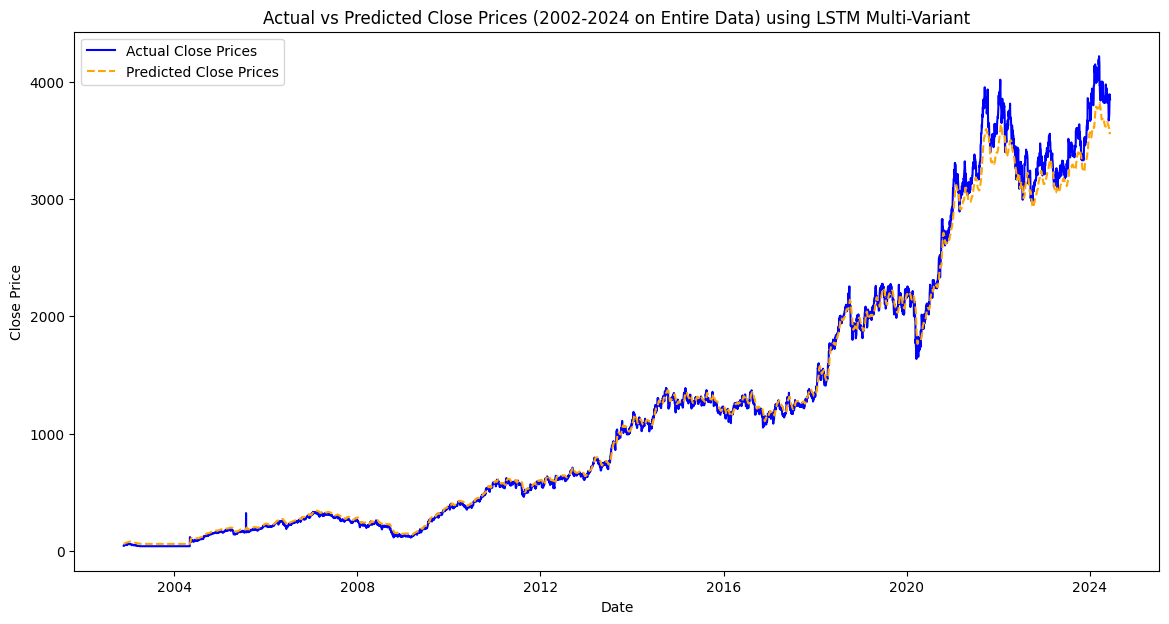 Actual vs Predicted Close Prices (2002-2024 on Entire Data) using LSTM Multi-Variant
Actual Close Prices
Predicted Close Prices
Close Price
4000
3000
2000
1000
0
2004 2008 2012 2016 2020 2024
Date